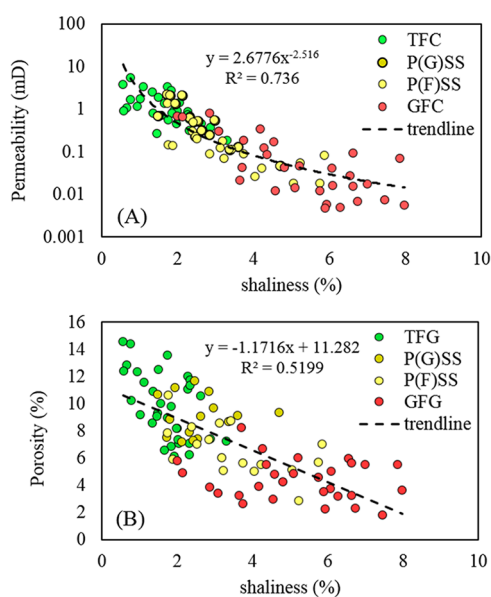 100
10
1
0.1
0.01
0.001
Permeability (mD)
y = 2.6776x^-2.516
R² = 0.736
TFC
P(G)SS
P(F)SS
GFC
trendline
(A)
0 2 4 6 8 10
shaliness (%)
16
14
12
10
8
6
4
2
0
Porosity (%)
y = -1.1716x + 11.282
R² = 0.5199
TFG
P(G)SS
P(F)SS
GFG
trendline
(B)
0 2 4 6 8 10
shaliness (%)